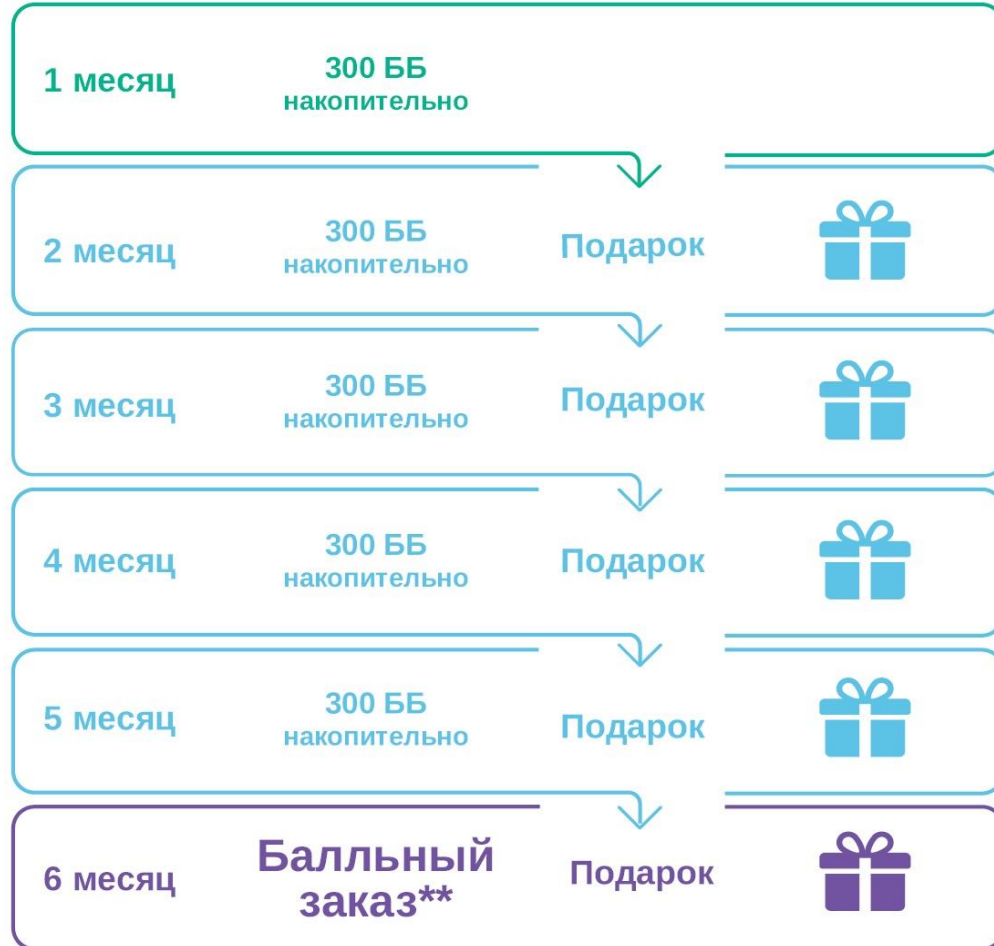 1 месяц
300 ББ
накопительно
2 месяц
300 ББ
накопительно
Подарок
3 месяц
300 ББ
накопительно
Подарок
4 месяц
300 ББ
накопительно
Подарок
5 месяц
300 ББ
накопительно
Подарок
6 месяц
Балльный
заказ**
Подарок